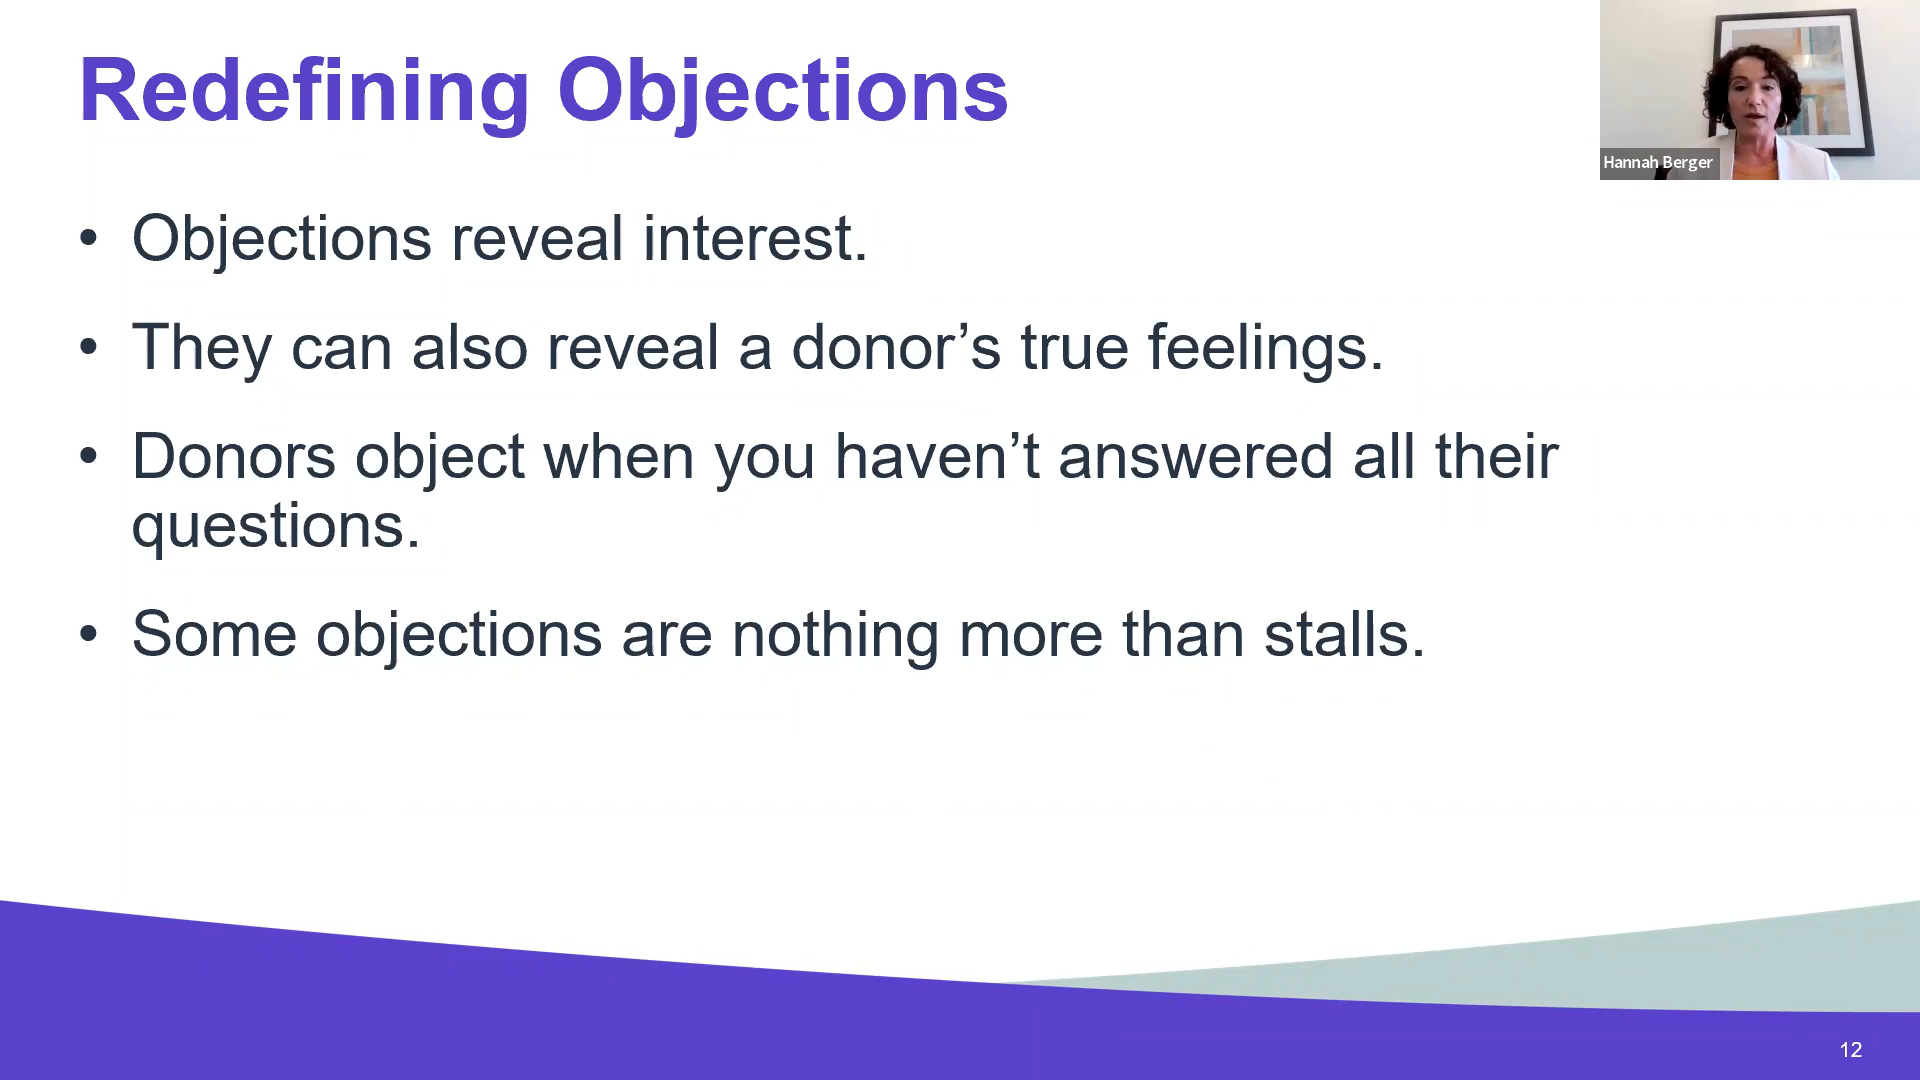 Redefining Objections
Hannah Berger
• Objections reveal interest.
• They can also reveal a donor’s true feelings.
• Donors object when you haven’t answered all their
questions.
• Some objections are nothing more than stalls.
12